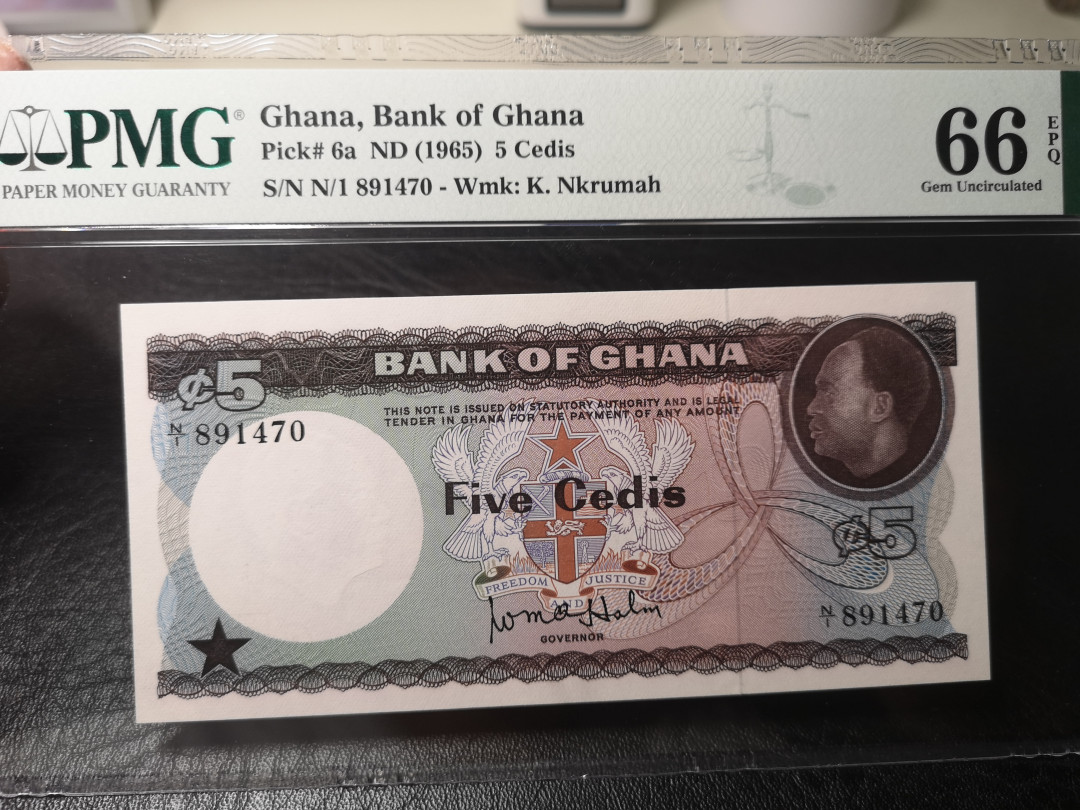 PMG®
PAPER MONEY GUARANTY
Ghana, Bank of Ghana
Pick# 6a ND (1965) 5 Cedis
S/N N/1 891470 - Wmk: K. Nkrumah
66 EPQ
Gem Uncirculated
BANK OF GHANA
₵5
THIS NOTE IS ISSUED ON STATUTORY AUTHORITY AND IS LEGAL
TENDER IN GHANA FOR THE PAYMENT OF ANY AMOUNT
N/1 891470
Five Cedis
₵5
FREEDOM AND JUSTICE
N/1 891470
GOVERNOR